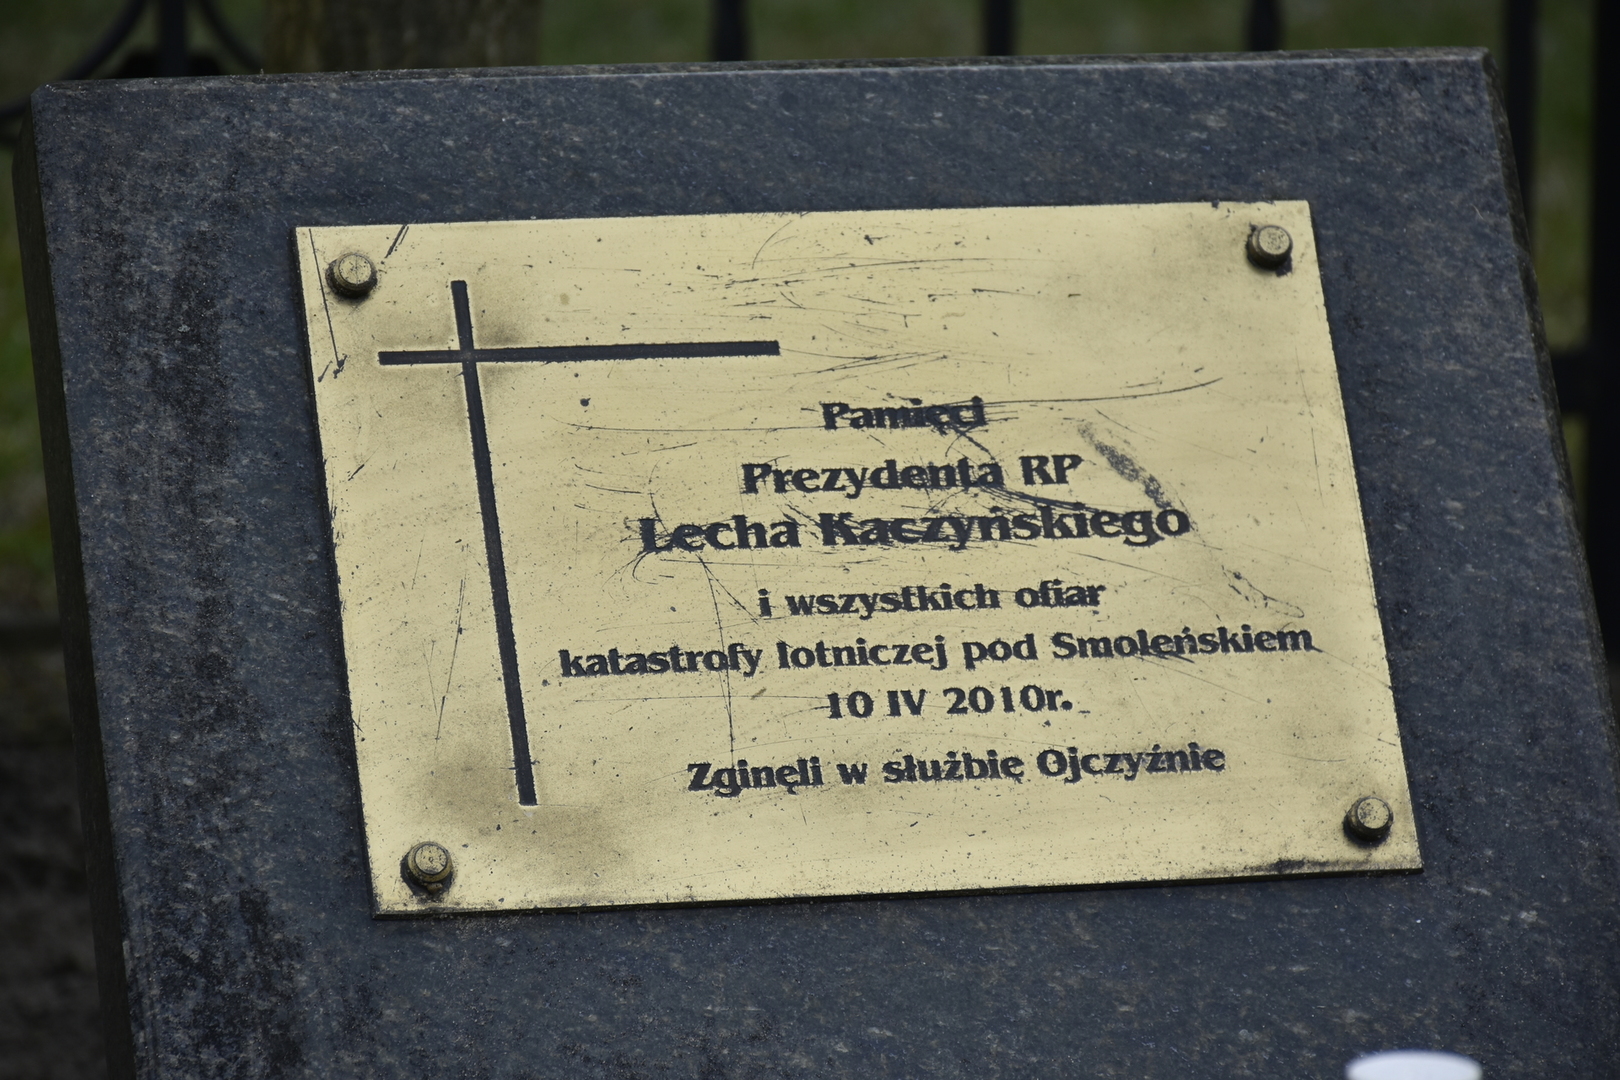 Pamięci
Prezydenta RP
Lecha Kaczyńskiego
i wszystkich ofiar
katastrofy lotniczej pod Smoleńskiem
10 IV 2010r.
Zginęli w służbie Ojczyźnie